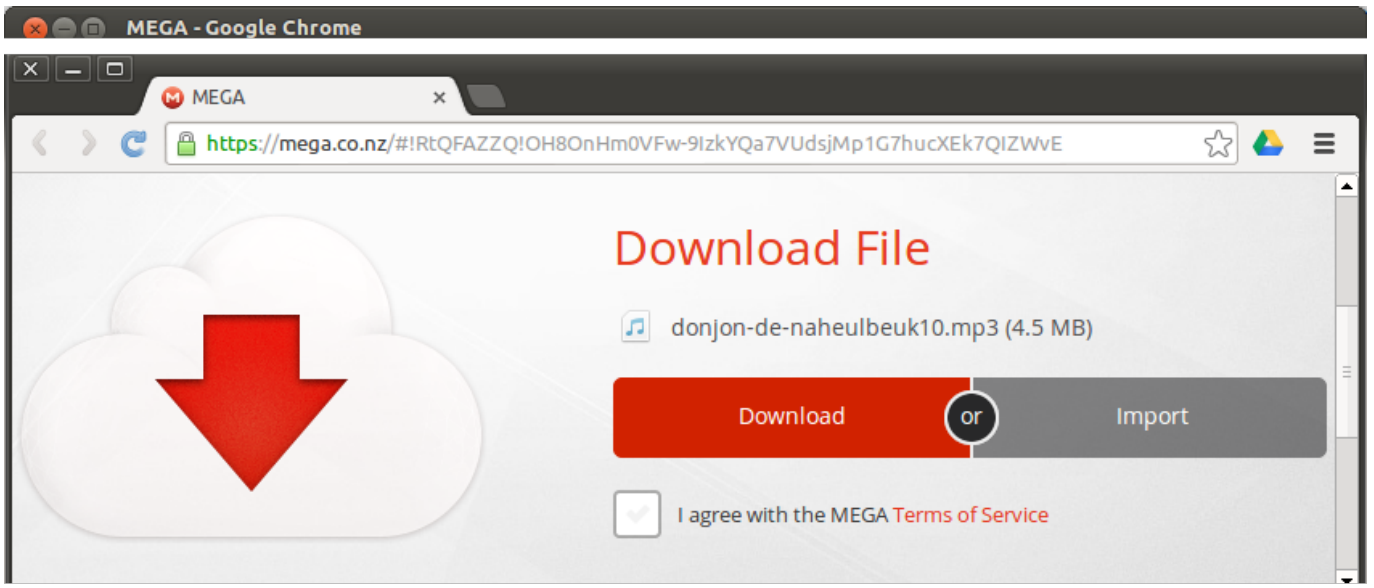 MEGA - Google Chrome
MEGA
https://mega.co.nz/#!RtQFAZZQ!OH8OnHm0VFw-9IzkYQa7VUdsjMp1G7hucXEk7QIZWvE
Download File
donjon-de-naheulbeuk10.mp3 (4.5 MB)
Download or Import
I agree with the MEGA Terms of Service